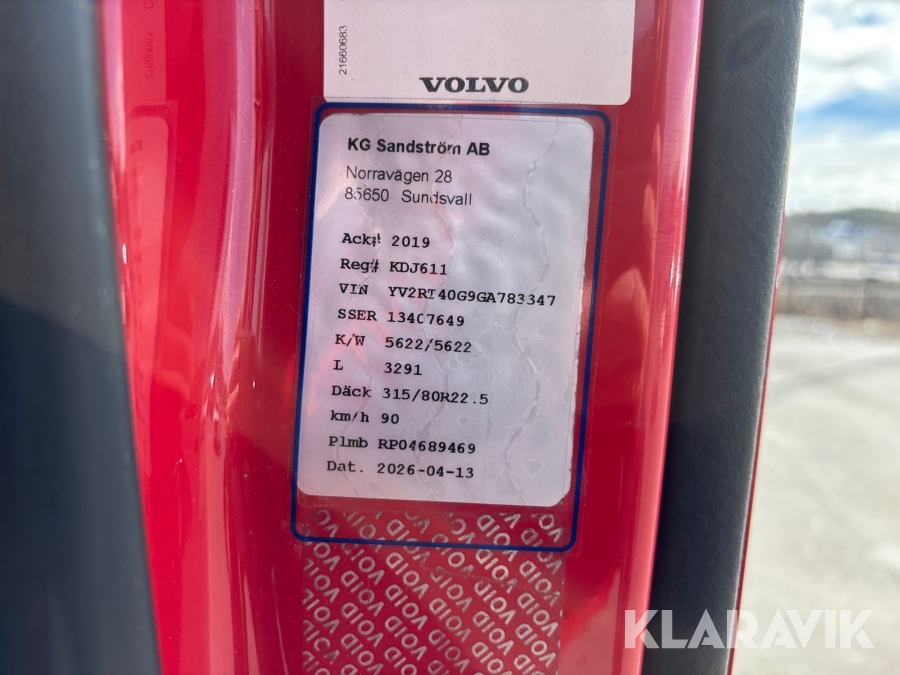 21660683
VOLVO
KG Sandström AB
Norravägen 28
85650 Sundsvall
Ack# 2019
Reg# KDJ611
VIN YV2RT40G9GA783347
SSER 13407649
K/W 5622/5622
L 3291
Däck 315/80R22.5
km/h 90
Plmb RP04689469
Dat. 2026-04-13
VOID VOID VOID VOID
KLARAVIK